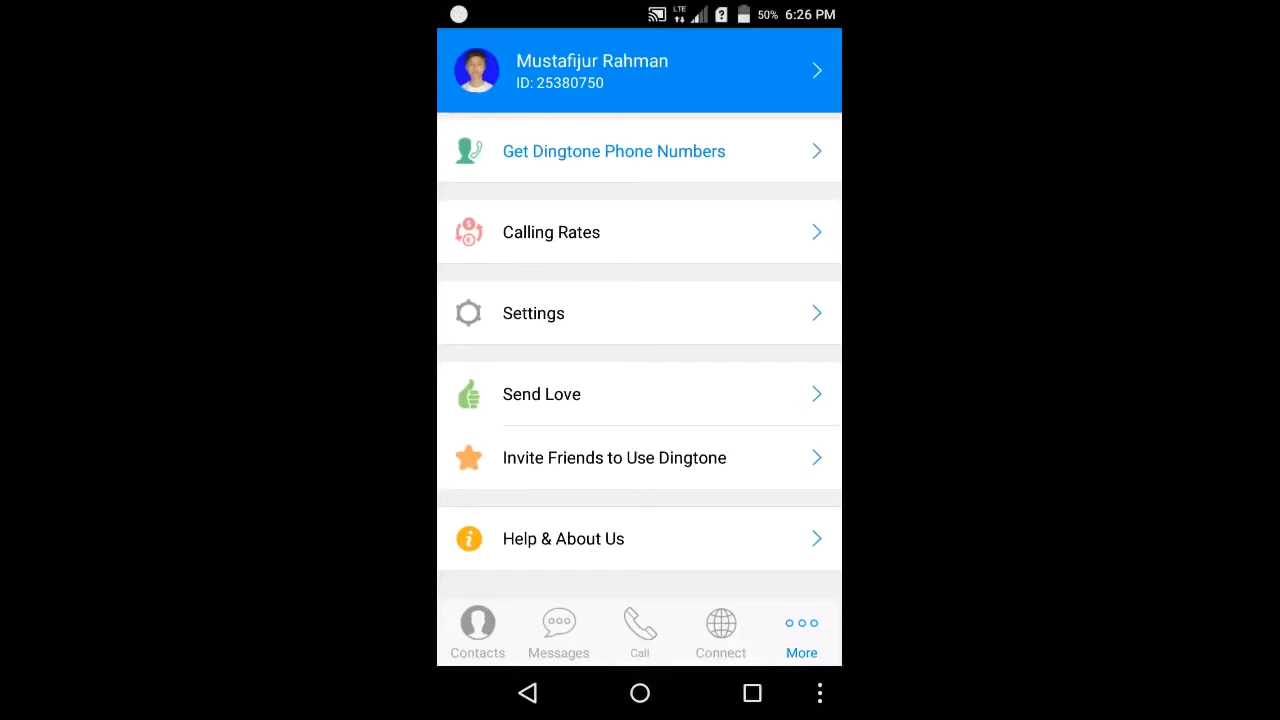 LTE 50% 6:26 PM
Mustafijur Rahman
ID: 25380750
Get Dingtone Phone Numbers
Calling Rates
Settings
Send Love
Invite Friends to Use Dingtone
Help & About Us
Contacts Messages Call Connect More